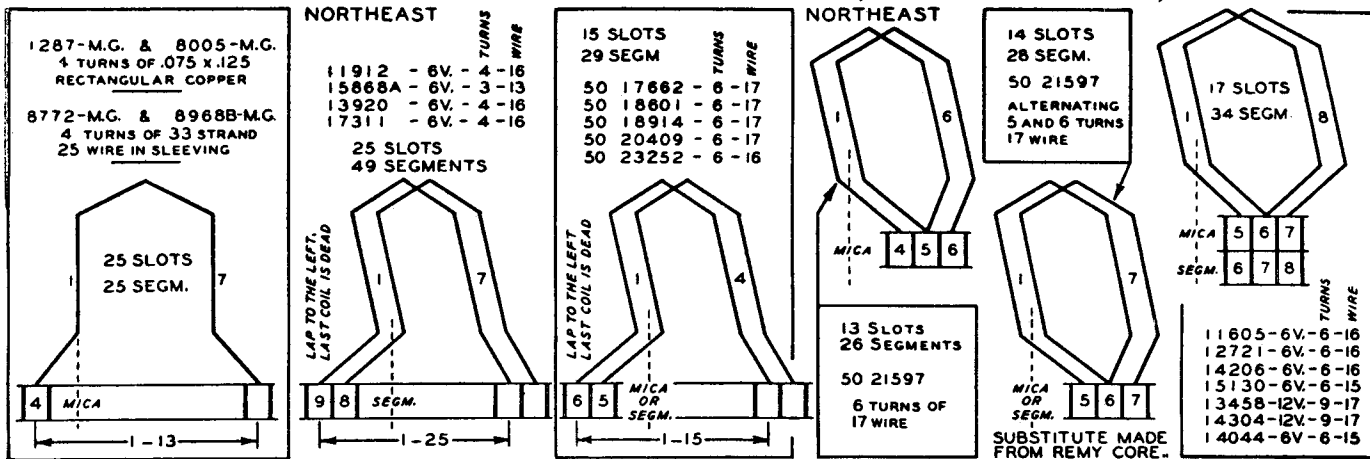 1287-M.G. & 8005-M.G.
4 TURNS OF .075 X .125
RECTANGULAR COPPER
8772-M.G. & 8968B-M.G.
4 TURNS OF 33 STRAND
25 WIRE IN SLEEVING
25 SLOTS
25 SEGM.
1
7
4
MICA
1-13
NORTHEAST
TURNS
WIRE
11912 - 6V. - 4 -16
15868A - 6V. - 3 -13
13920 - 6V. - 4 -16
17311 - 6V. - 4 -16
25 SLOTS
49 SEGMENTS
LAP TO THE LEFT,
LAST COIL IS DEAD
1
7
9 8
SEGM.
1-25
15 SLOTS
29 SEGM
TURNS
WIRE
50 17662 - 6 -17
50 18601 - 6 -17
50 18914 - 6 -17
50 20409 - 6 -17
50 23252 - 6 -16
LAP TO THE LEFT
LAST COIL IS DEAD
1
4
6 5
MICA
OR
SEGM.
1-15
NORTHEAST
1
6
MICA
4 5 6
13 SLOTS
26 SEGMENTS
50 21597
6 TURNS OF
17 WIRE
14 SLOTS
28 SEGM.
50 21597
ALTERNATING
5 AND 6 TURNS
17 WIRE
1
7
MICA
OR
SEGM.
5 6 7
SUBSTITUTE MADE
FROM REMY CORE..
17 SLOTS
34 SEGM.
1
8
MICA
5 6 7
SEGM.
6 7 8
TURNS
WIRE
11605-6V.-6-16
12721-6V.-6-16
14206-6V.-6-16
15130-6V.-6-15
13458-12V.-9-17
14304-12V.-9-17
14044-6V-6-15